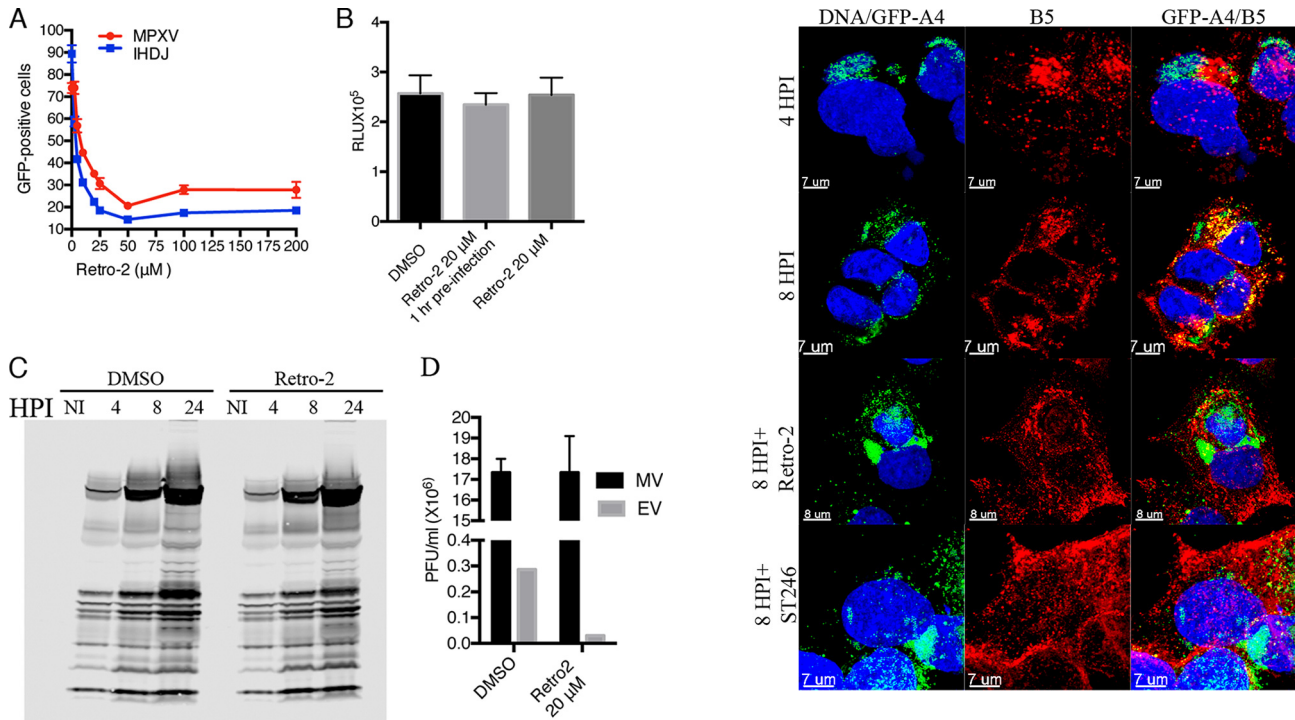 A
MPXV
IHDJ
GFP-positive cells
100
90
80
70
60
50
40
30
20
10
0 25 50 75 100 125 150 175 200
Retro-2 (µM )
B
RLUX10⁵
4
3
2
1
0
DMSO
Retro-2 20 µM
1 hr pre-infection
Retro-2 20 µM
C
DMSO Retro-2
HPI NI 4 8 24 NI 4 8 24
D
PFU/ml (X10⁶)
20
19
18
17
16
15
0.4
0.3
0.2
0.1
0.0
MV
EV
DMSO
Retro2
20 µM
DNA/GFP-A4 B5 GFP-A4/B5
4 HPI
7 um 7 um 7 um
8 HPI
7 um 7 um 7 um
8 HPI+
Retro-2
8 um 8 um 8 um
8 HPI+
ST246
7 um 7 um 7 um